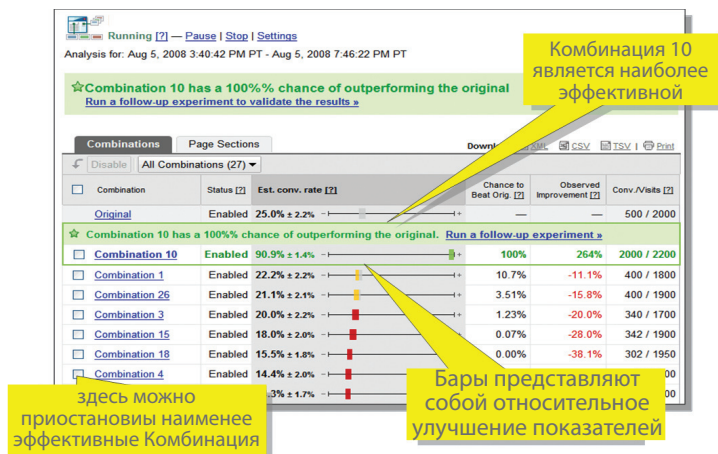 Running [?] — Pause | Stop | Settings
Analysis for: Aug 5, 2008 3:40:42 PM PT - Aug 5, 2008 7:46:22 PM PT
Комбинация 10
является наиболее
эффективной
Combination 10 has a 100%% chance of outperforming the original
Run a follow-up experiment to validate the results »
Combinations Page Sections XML CSV TSV | Print
Disable All Combinations (27)
Combination Status [?] Est. conv. rate [?] Chance to Beat Orig. [?] Observed Improvement [?] Conv./Visits [?]
Original Enabled 25.0% ± 2.2% — — 500 / 2000
Combination 10 has a 100%% chance of outperforming the original. Run a follow-up experiment »
Combination 10 Enabled 90.9% ± 1.4% 100% 264% 2000 / 2200
Combination 1 Enabled 22.2% ± 2.2% 10.7% -11.1% 400 / 1800
Combination 26 Enabled 21.1% ± 2.1% 3.51% -15.8% 400 / 1900
Combination 3 Enabled 20.0% ± 2.2% 1.23% -20.0% 340 / 1700
Combination 15 Enabled 18.0% ± 2.0% 0.07% -28.0% 342 / 1900
Combination 18 Enabled 15.5% ± 1.8% 0.00% -38.1% 302 / 1950
Combination 4 Enabled 14.4% ± 2.0%
± 1.7%
здесь можно
приостановиы наименее
эффективные Комбинация
Бары представляют
собой относительное
улучшение показателей